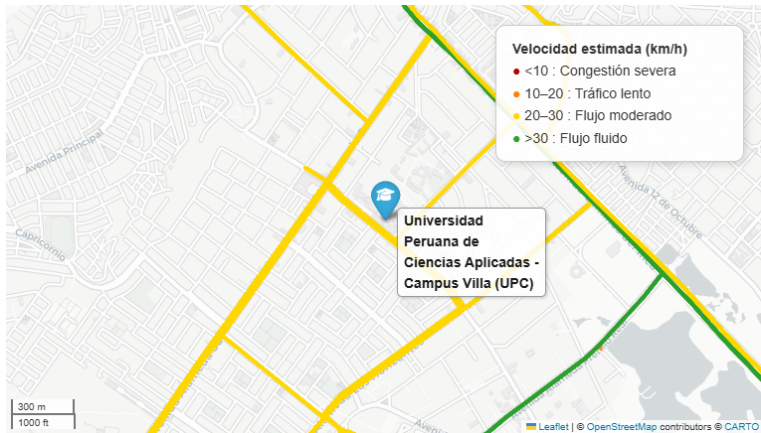 Velocidad estimada (km/h)
<10 : Congestión severa
10–20 : Tráfico lento
20–30 : Flujo moderado
>30 : Flujo fluido
Avenida Principal
Avenida 12 de Octubre
Capricornio
Universidad
Peruana de
Ciencias Aplicadas -
Campus Villa (UPC)
300 m
1000 ft
Leaflet | © OpenStreetMap contributors © CARTO